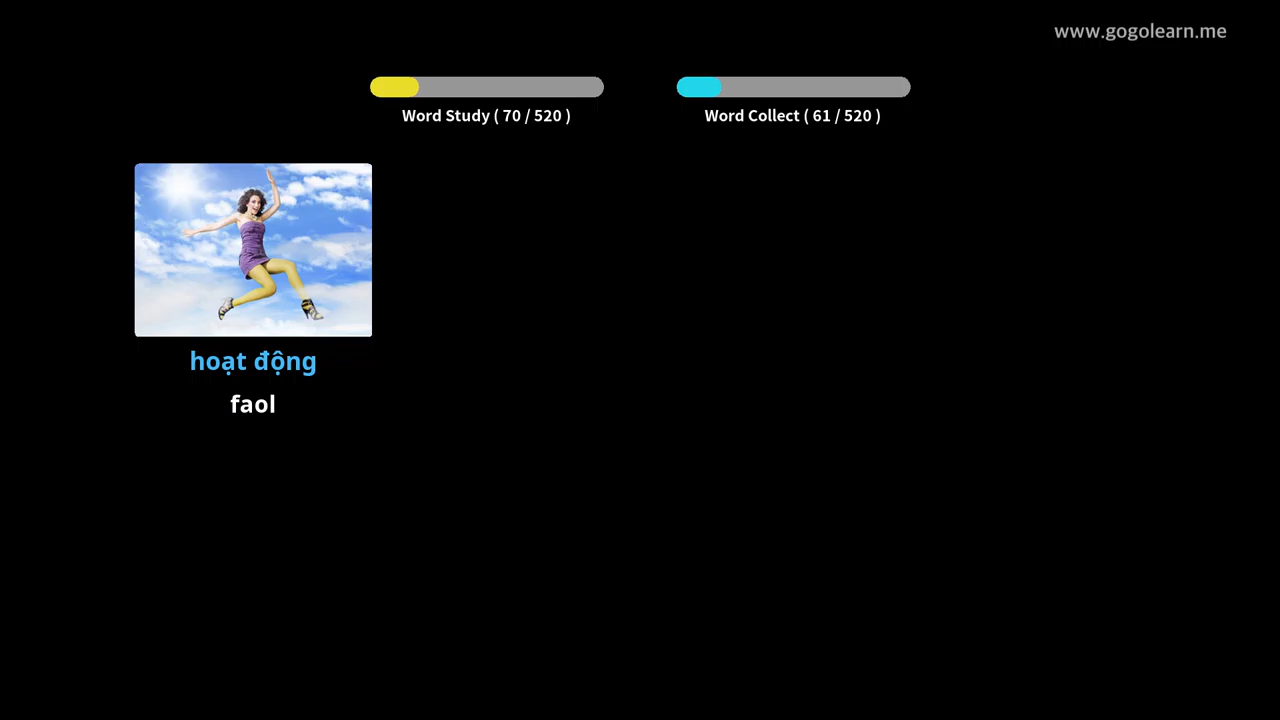 www.gogolearn.me
Word Study ( 70 / 520 )
Word Collect ( 61 / 520 )
hoạt động
faol